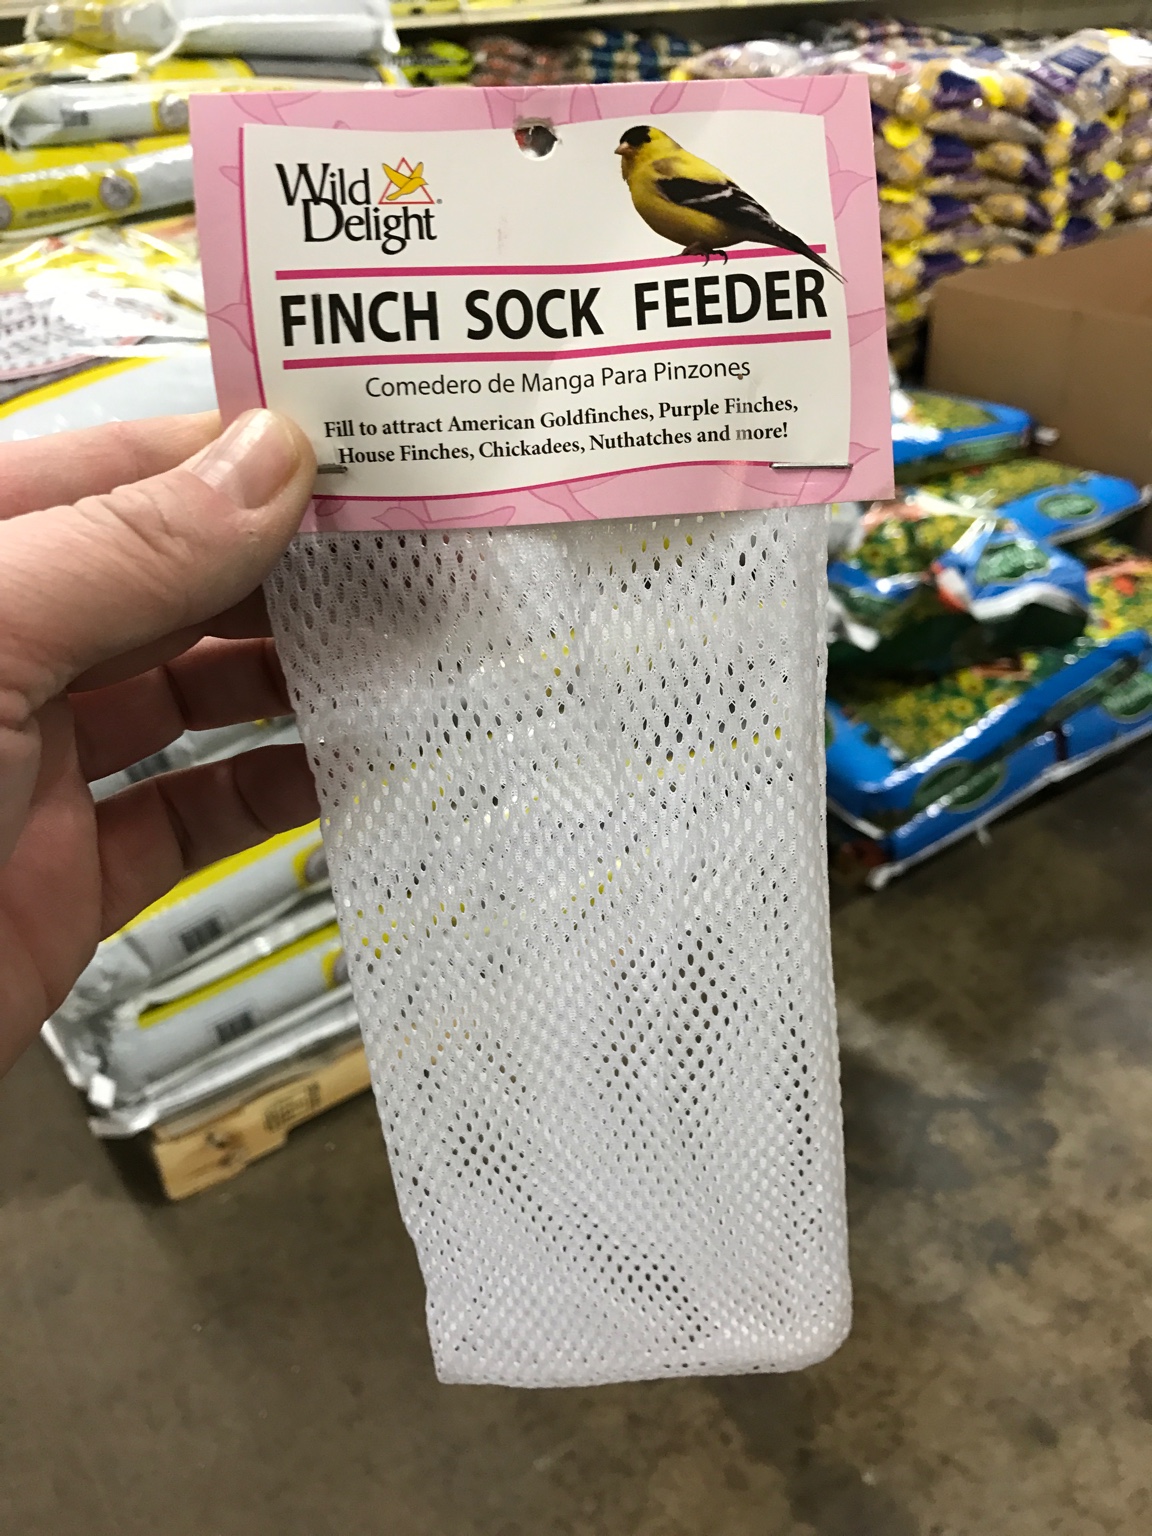 Wild
Delight
FINCH SOCK FEEDER
Comedero de Manga Para Pinzones
Fill to attract American Goldfinches, Purple Finches,
House Finches, Chickadees, Nuthatches and more!